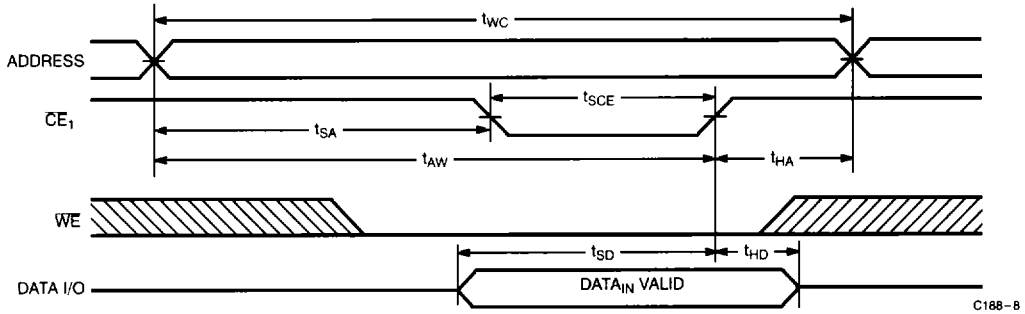 tWC
ADDRESS
tSCE
CE1
tSA
tAW
tHA
WE
tSD
tHD
DATA I/O
DATAIN VALID
C188-8